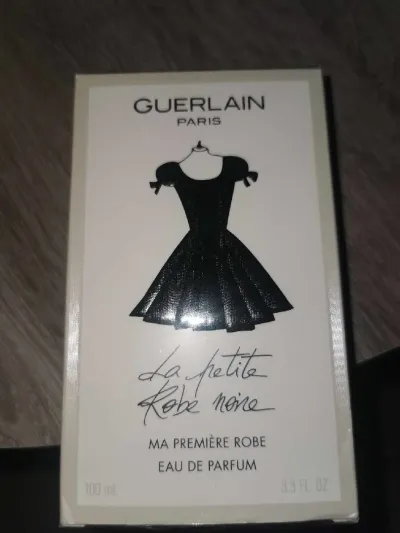 GUERLAIN
PARIS
La petite
Robe noire
MA PREMIÈRE ROBE
EAU DE PARFUM
100 ml 3.3 FL. OZ